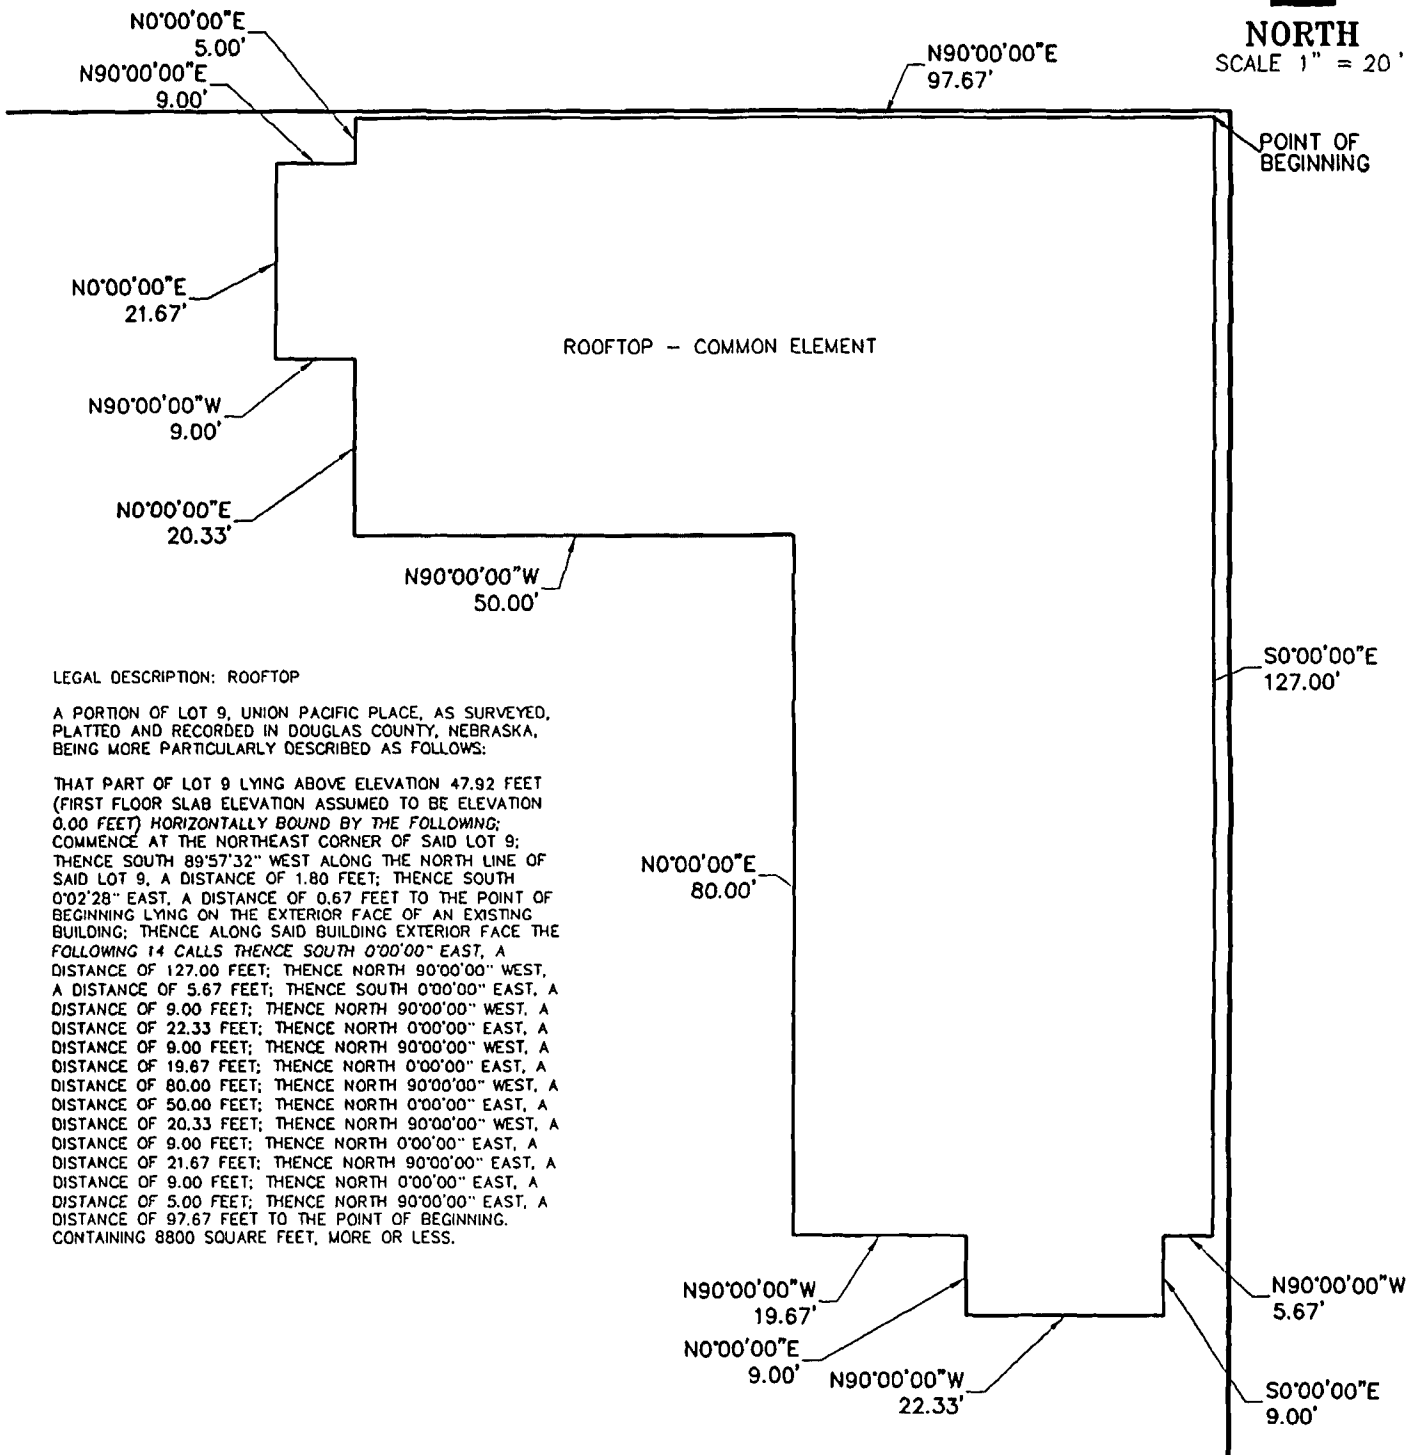 N0°00'00"E
5.00'
N90°00'00"E
9.00'
N90°00'00"E
97.67'
NORTH
SCALE 1" = 20'
POINT OF
BEGINNING
N0°00'00"E
21.67'
ROOFTOP - COMMON ELEMENT
N90°00'00"W
9.00'
N0°00'00"E
20.33'
N90°00'00"W
50.00'
S0°00'00"E
127.00'
LEGAL DESCRIPTION: ROOFTOP
A PORTION OF LOT 9, UNION PACIFIC PLACE, AS SURVEYED,
PLATTED AND RECORDED IN DOUGLAS COUNTY, NEBRASKA,
BEING MORE PARTICULARLY DESCRIBED AS FOLLOWS:
THAT PART OF LOT 9 LYING ABOVE ELEVATION 47.92 FEET
(FIRST FLOOR SLAB ELEVATION ASSUMED TO BE ELEVATION
0.00 FEET) HORIZONTALLY BOUND BY THE FOLLOWING;
COMMENCE AT THE NORTHEAST CORNER OF SAID LOT 9;
THENCE SOUTH 89°57'32" WEST ALONG THE NORTH LINE OF
SAID LOT 9, A DISTANCE OF 1.80 FEET; THENCE SOUTH
0°02'28" EAST, A DISTANCE OF 0.67 FEET TO THE POINT OF
BEGINNING LYING ON THE EXTERIOR FACE OF AN EXISTING
BUILDING; THENCE ALONG SAID BUILDING EXTERIOR FACE THE
FOLLOWING 14 CALLS THENCE SOUTH 0°00'00" EAST, A
DISTANCE OF 127.00 FEET; THENCE NORTH 90°00'00" WEST,
A DISTANCE OF 5.67 FEET; THENCE SOUTH 0°00'00" EAST, A
DISTANCE OF 9.00 FEET; THENCE NORTH 90°00'00" WEST, A
DISTANCE OF 22.33 FEET; THENCE NORTH 0°00'00" EAST, A
DISTANCE OF 9.00 FEET; THENCE NORTH 90°00'00" WEST, A
DISTANCE OF 19.67 FEET; THENCE NORTH 0°00'00" EAST, A
DISTANCE OF 80.00 FEET; THENCE NORTH 90°00'00" WEST, A
DISTANCE OF 50.00 FEET; THENCE NORTH 0°00'00" EAST, A
DISTANCE OF 20.33 FEET; THENCE NORTH 90°00'00" WEST, A
DISTANCE OF 9.00 FEET; THENCE NORTH 0°00'00" EAST, A
DISTANCE OF 21.67 FEET; THENCE NORTH 90°00'00" EAST, A
DISTANCE OF 9.00 FEET; THENCE NORTH 0°00'00" EAST, A
DISTANCE OF 5.00 FEET; THENCE NORTH 90°00'00" EAST, A
DISTANCE OF 97.67 FEET TO THE POINT OF BEGINNING.
CONTAINING 8800 SQUARE FEET, MORE OR LESS.
N0°00'00"E
80.00'
N90°00'00"W
19.67'
N0°00'00"E
9.00'
N90°00'00"W
22.33'
N90°00'00"W
5.67'
S0°00'00"E
9.00'